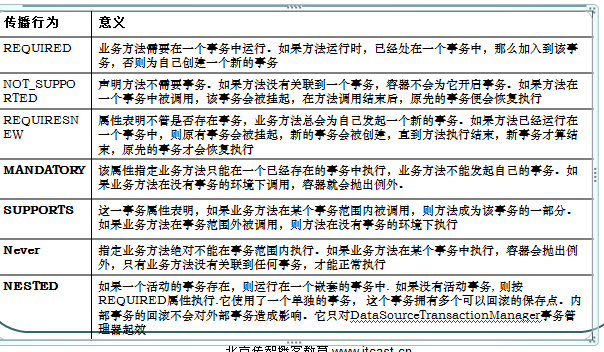 传播行为 意义
REQUIRED 业务方法需要在一个事务中运行。如果方法运行时，已经处在一个事务中，那么加入到该事
务，否则为自己创建一个新的事务
NOT_SUPPO 声明方法不需要事务。如果方法没有关联到一个事务，容器不会为它开启事务。如果方法在
RTED 一个事务中被调用，该事务会被挂起，在方法调用结束后，原先的事务便会恢复执行
REQUIRESN 属性表明不管是否存在事务，业务方法总会为自己发起一个新的事务。如果方法已经运行在
EW 一个事务中，则原有事务会被挂起，新的事务会被创建，直到方法执行结束，新事务才算结
束，原先的事务才会恢复执行
MANDATORY 该属性指定业务方法只能在一个已经存在的事务中执行，业务方法不能发起自己的事务。如
果业务方法在没有事务的环境下调用，容器就会抛出例外。
SUPPORTS 这一事务属性表明，如果业务方法在某个事务范围内被调用，则方法成为该事务的一部分。
如果业务方法在事务范围外被调用，则方法在没有事务的环境下执行
Never 指定业务方法绝对不能在事务范围内执行。如果业务方法在某个事务中执行，容器会抛出例
外，只有业务方法没有关联到任何事务，才能正常执行
NESTED 如果一个活动的事务存在，则运行在一个嵌套的事务中. 如果没有活动事务, 则按
REQUIRED属性执行.它使用了一个单独的事务， 这个事务拥有多个可以回滚的保存点。内
部事务的回滚不会对外部事务造成影响。它只对DataSourceTransactionManager事务管
理器起效
北京传智播客教育 www.itcast.cn